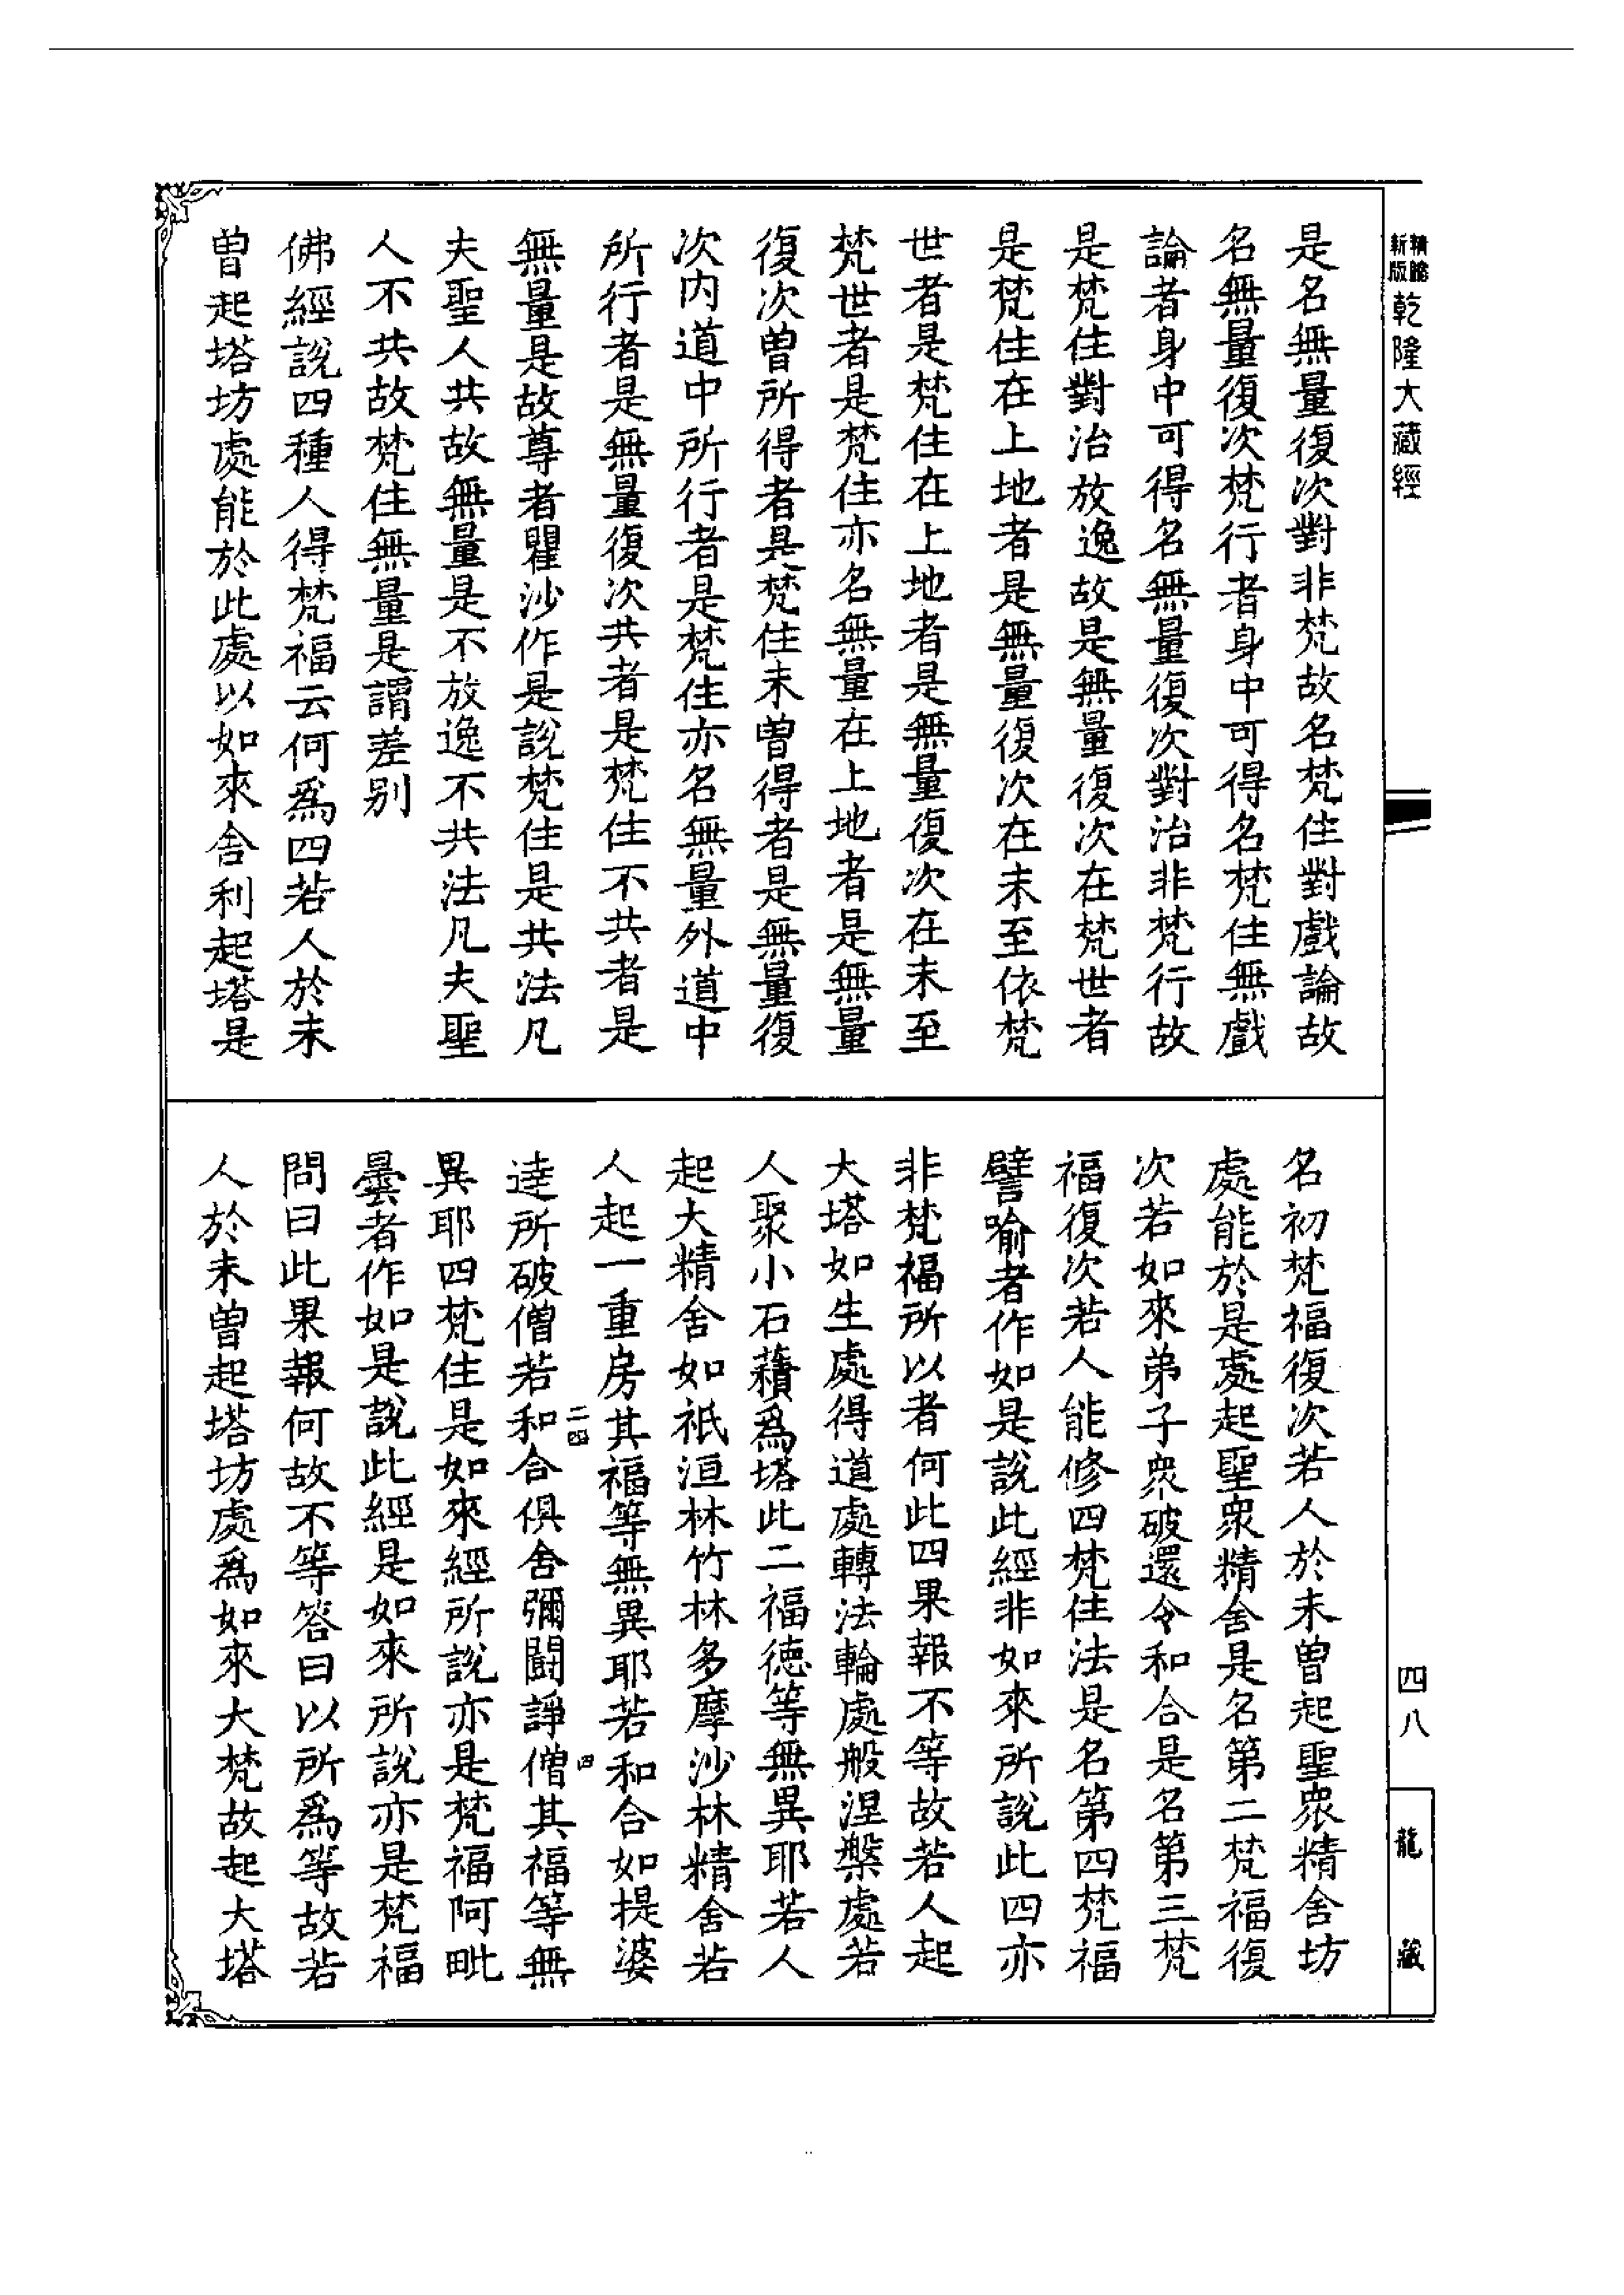 新版
精縮
乾隆大藏經
是名無量復次對非梵故名梵住對戲論故
名無量復次梵行者身中可得名梵住無戲
論者身中可得名無量復次對治非梵行故
是梵住對治放逸故是無量復次在梵世者
是梵住在上地者是無量復次在未至依梵
世者是梵住在上地者是無量復次在未至
梵世者是梵住亦名無量在上地者是無量
復次曾所得者是梵住未曾得者是無量復
次內道中所行者是梵住亦名無量外道中
所行者是無量復次共者是梵住不共者是
無量是故尊者瞿沙作是說梵住是共法凡
夫聖人共故無量是不放逸不共法凡夫聖
人不共故梵住無量是謂差別
佛經說四種人得梵福云何為四若人於未
曾起塔坊處能於此處以如來舍利起塔是
名初梵福復次若人於未曾起聖眾精舍坊
處能於是處起聖眾精舍是名第二梵福復
次若如來弟子眾破還令和合是名第三梵
福復次若人能修四梵住法是名第四梵福
譬喻者作如是說此經非如來所說此四亦
非梵福所以者何此四果報不等故若人起
大塔如生處得道處轉法輪處般涅槃處若
人聚小石積為塔此二福德等無異耶若人
起大精舍如祇洹林竹林多摩沙林精舍若
人起一重房其福等無異耶若和合如提婆
達所破僧若和合俱舍彌鬪諍僧其福等無
異耶四梵住是如來經所說亦是梵福阿毗
曇者作如是說此經是如來所說亦是梵福
問曰此果報何故不等答曰以所為等故若
人於未曾起塔坊處為如來大梵故起大塔
四八
龍藏